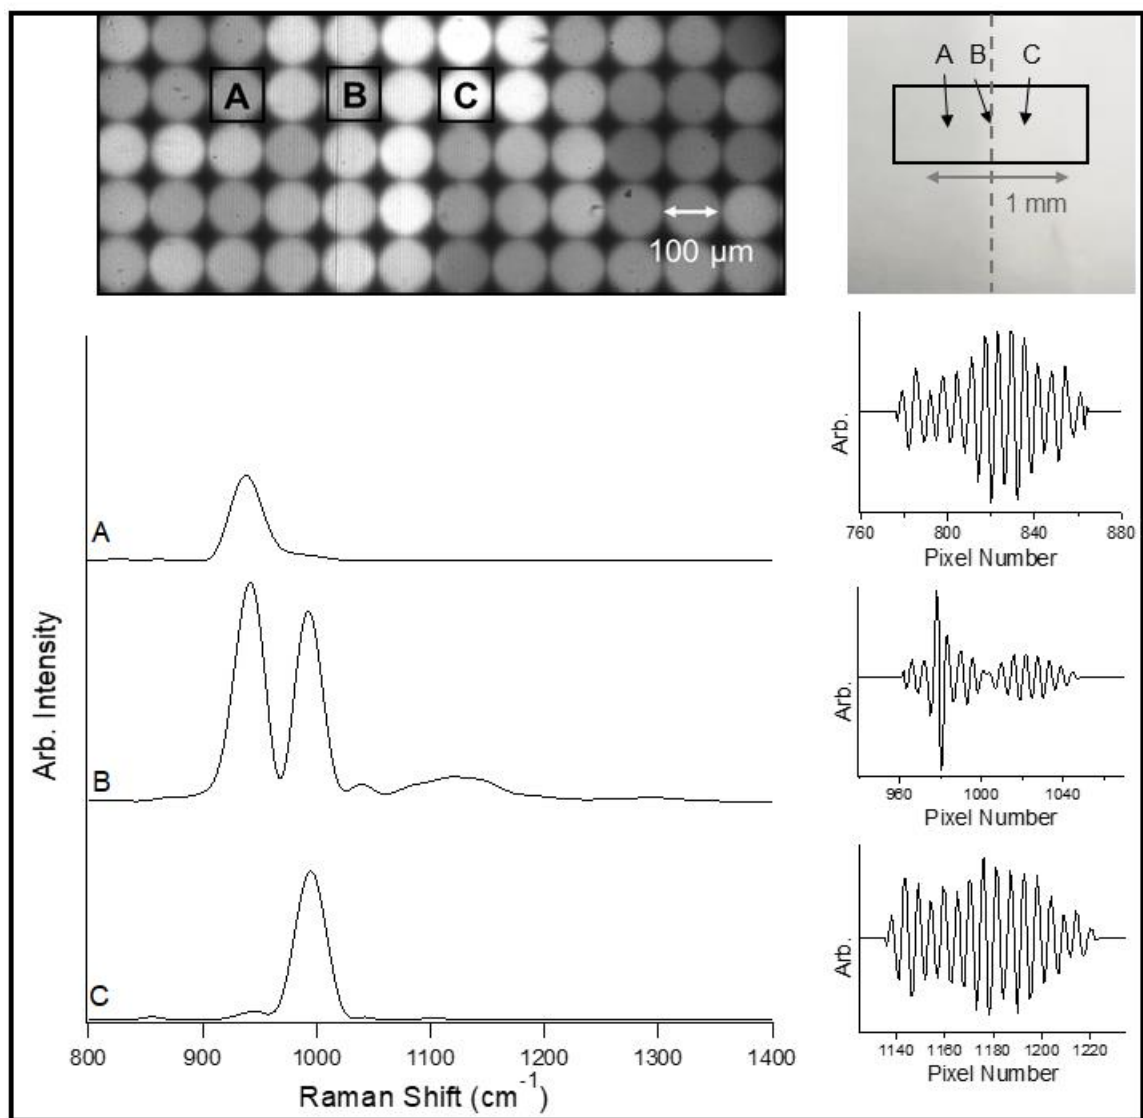 A
B
C
100 µm
A
B
C
1 mm
Arb. Intensity
A
B
C
800
900
1000
1100
1200
1300
1400
Raman Shift (cm⁻¹)
Arb.
760
800
840
880
Pixel Number
Arb.
960
1000
1040
Pixel Number
Arb.
1140
1160
1180
1200
1220
Pixel Number